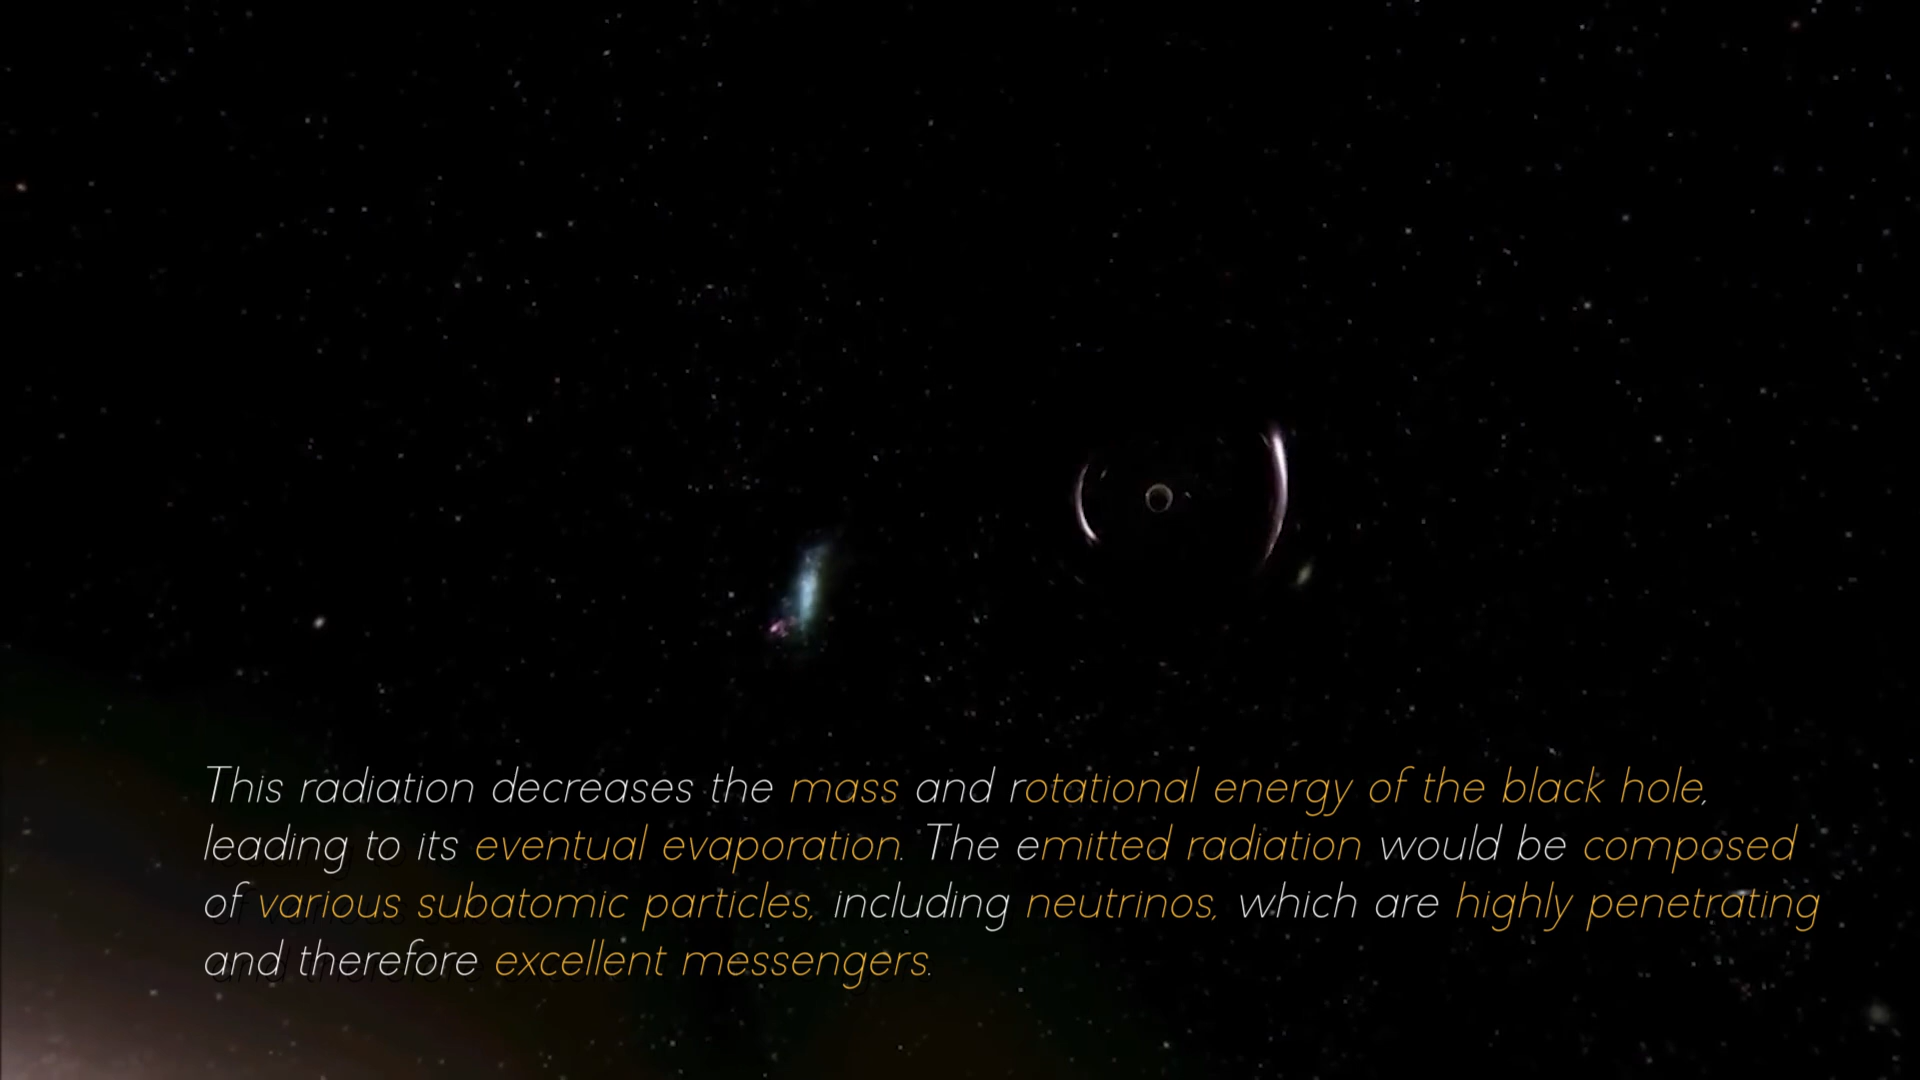 This radiation decreases the mass and rotational energy of the black hole,
leading to its eventual evaporation. The emitted radiation would be composed
of various subatomic particles, including neutrinos, which are highly penetrating
and therefore excellent messengers.